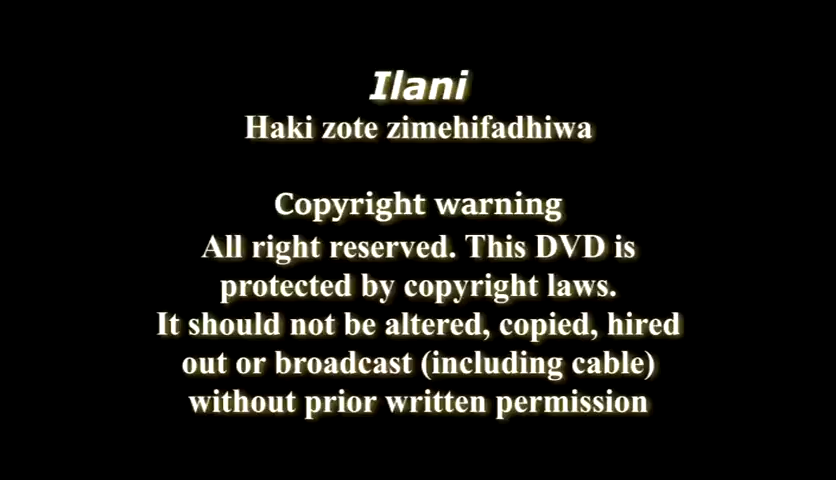 Ilani
Haki zote zimehifadhiwa
Copyright warning
All right reserved. This DVD is
protected by copyright laws.
It should not be altered, copied, hired
out or broadcast (including cable)
without prior written permission